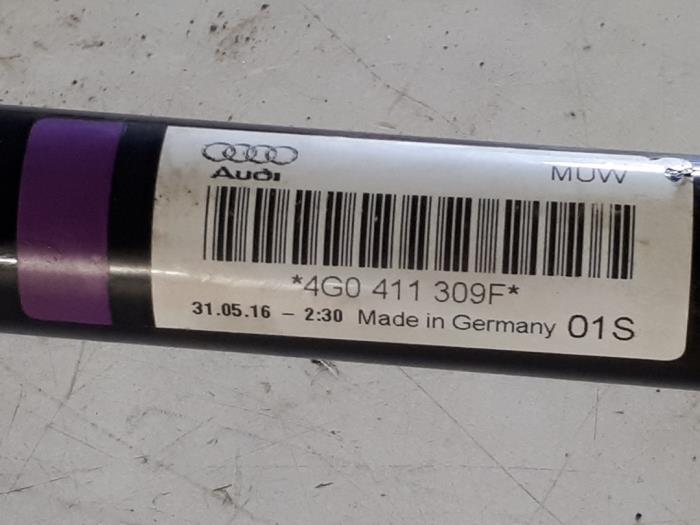 Audi MUW
*4G0 411 309F*
31.05.16 - 2:30 Made in Germany 01S